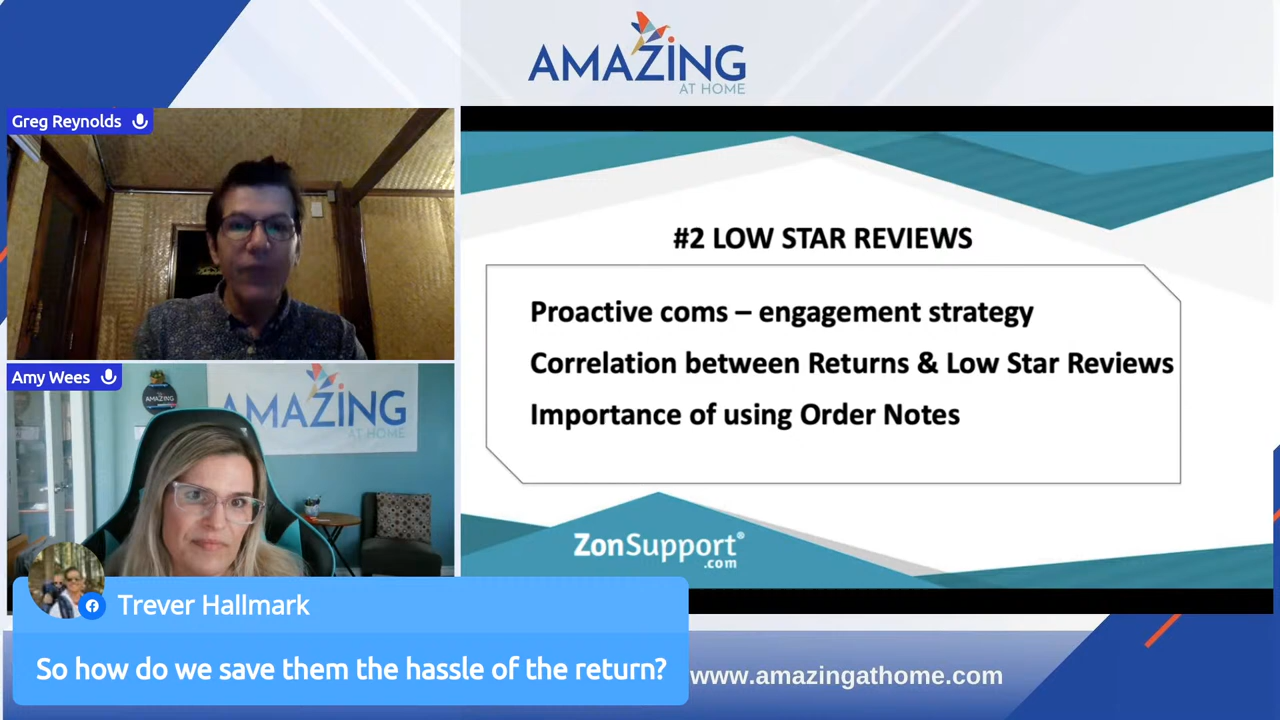 AMAZING
AT HOME
Greg Reynolds
#2 LOW STAR REVIEWS
Proactive coms – engagement strategy
Correlation between Returns & Low Star Reviews
Importance of using Order Notes
ZonSupport®
.com
Amy Wees
AMAZING
AMAZING
AT HOME
Trever Hallmark
So how do we save them the hassle of the return?
www.amazingathome.com